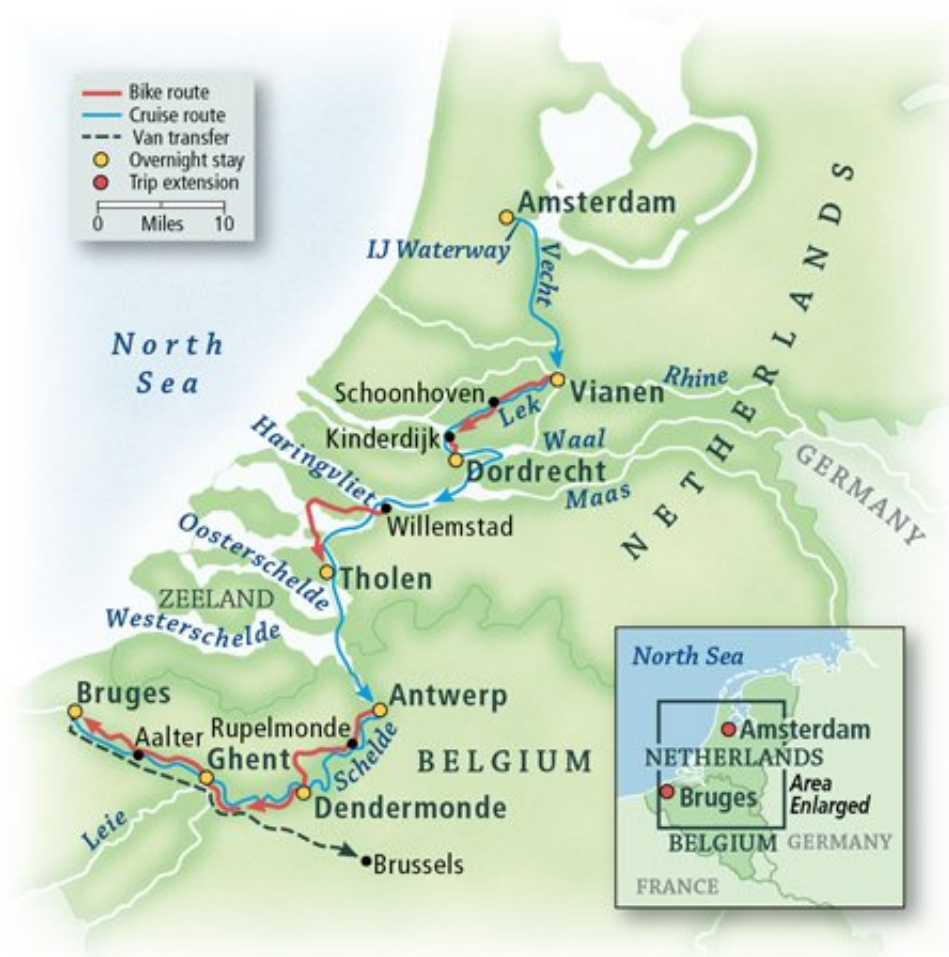 Bike route
Cruise route
Van transfer
Overnight stay
Trip extension
0 Miles 10
Amsterdam
IJ Waterway
Vecht
North
Sea
NETHERLANDS
Schoonhoven
Lek
Vianen
Rhine
Kinderdijk
Waal
Dordrecht
Haringvliet
Maas
GERMANY
Willemstad
Oosterschelde
Tholen
ZEELAND
Westerschelde
Bruges
Antwerp
Rupelmonde
Aalter
Ghent
Schelde
BELGIUM
Dendermonde
Leie
Brussels
North Sea
Amsterdam
NETHERLANDS
Area
Enlarged
Bruges
BELGIUM
GERMANY
FRANCE